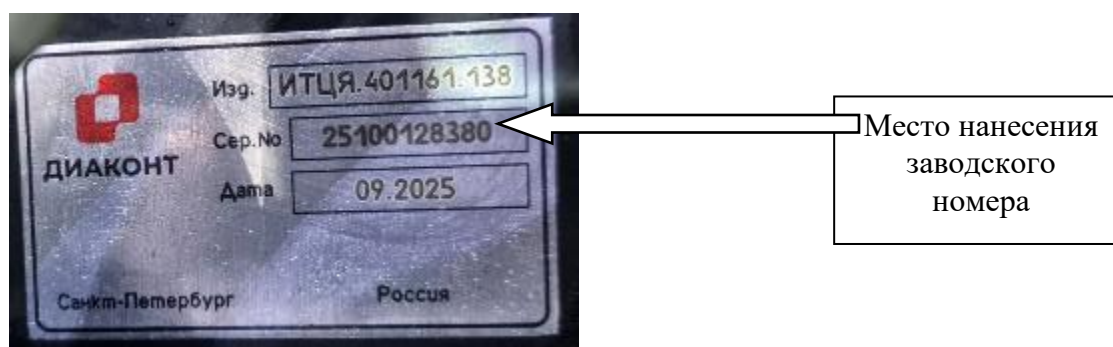 Изд. ИТЦЯ.401161.138
Сер.No 25100128380
ДИАКОНТ
Дата 09.2025
Санкт-Петербург Россия
Место нанесения
заводского
номера